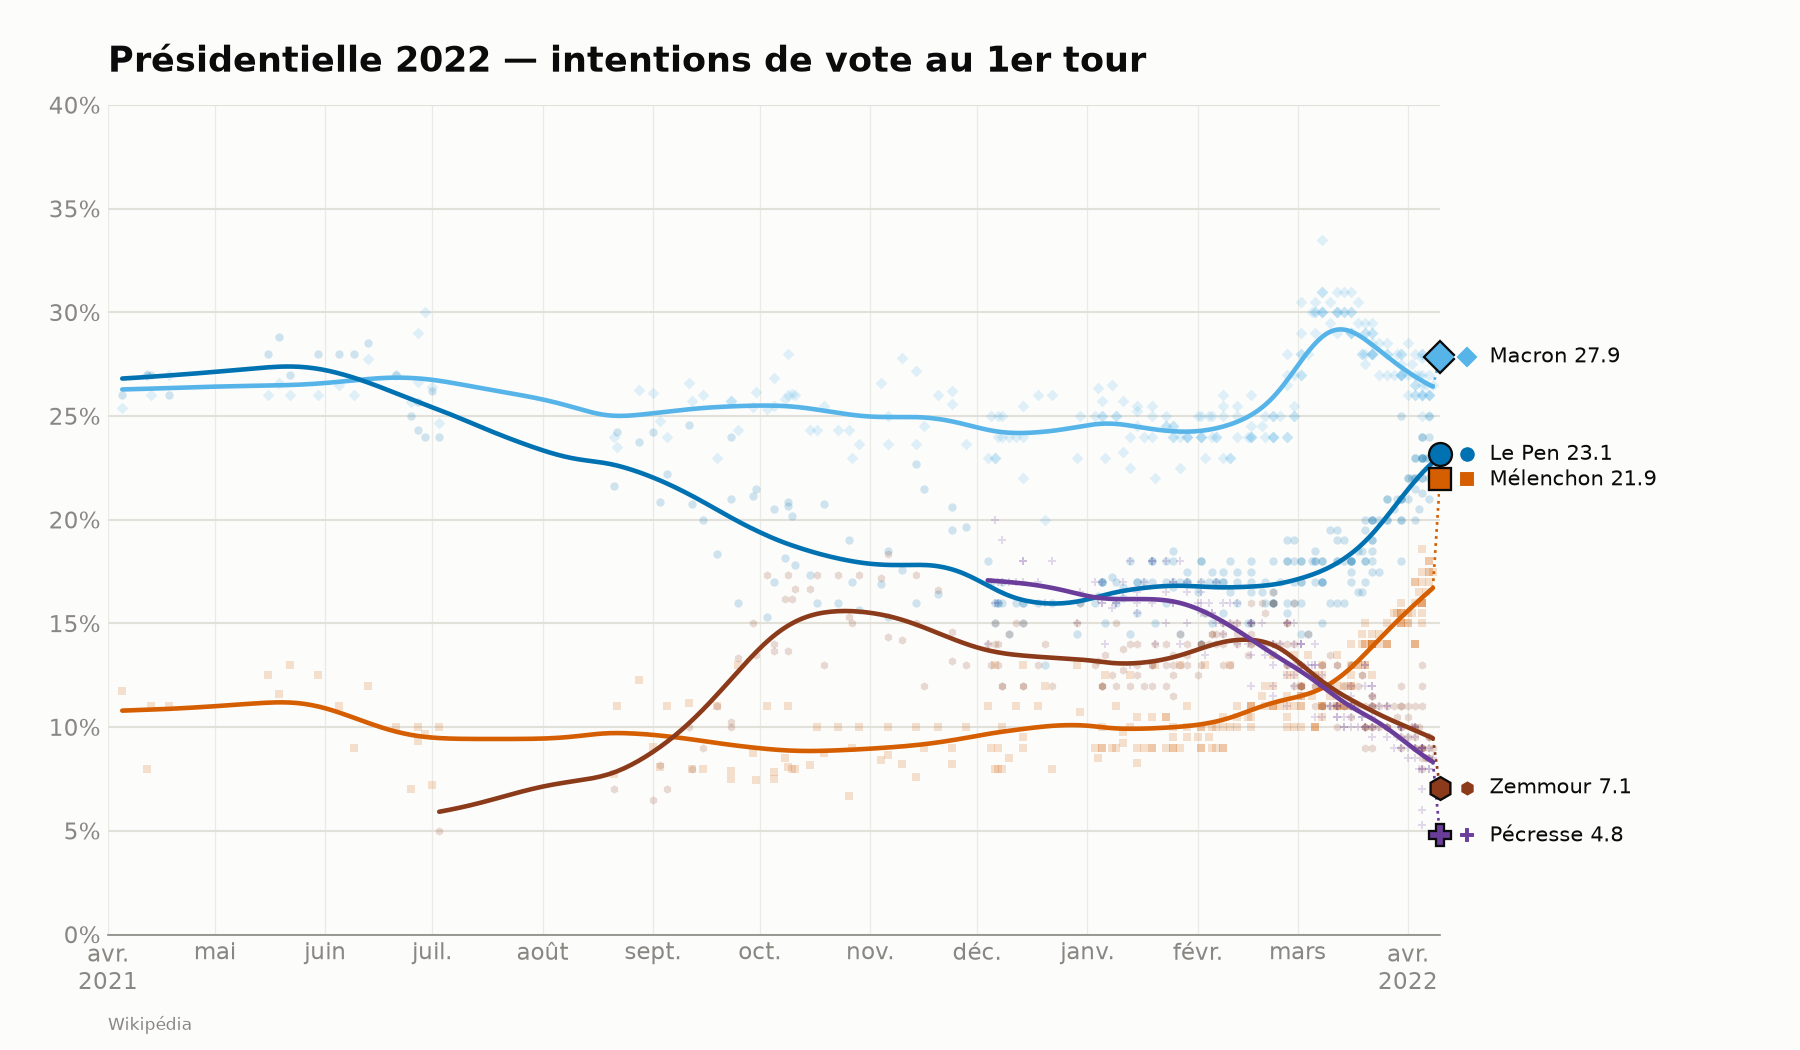 Présidentielle 2022 — intentions de vote au 1er tour
40%
35%
30%
25%
20%
15%
10%
5%
0%
Macron 27.9
Le Pen 23.1
Mélenchon 21.9
Zemmour 7.1
Pécresse 4.8
avr. mai juin juil. août sept. oct. nov. déc. janv. févr. mars avr.
2021 2022
Wikipédia